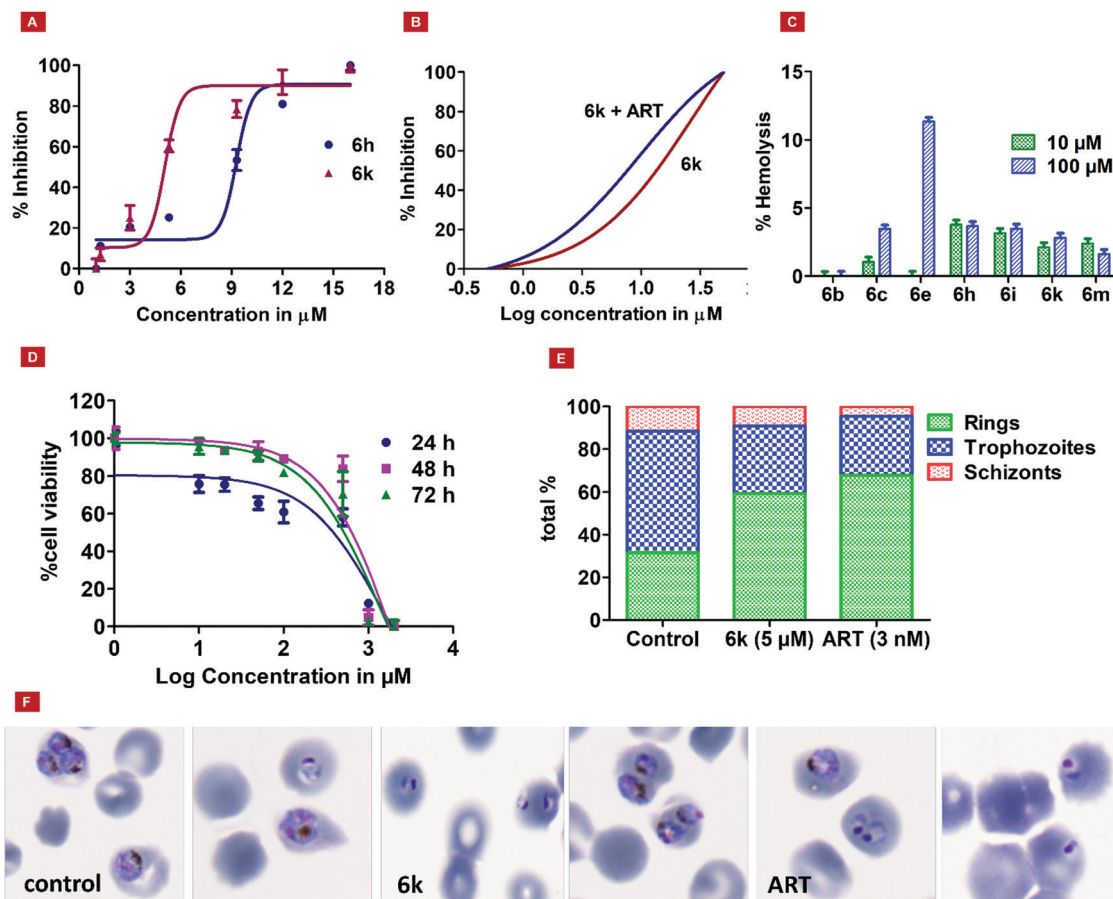 A
% Inhibition
100
80
60
40
20
0
3
6
9
12
15
18
Concentration in µM
6h
6k
B
% Inhibition
100
80
60
40
20
0
-0.5
0.0
0.5
1.0
1.5
Log concentration in µM
6k + ART
6k
C
% Hemolysis
15
10
5
0
6b 6c 6e 6h 6i 6k 6m
10 µM
100 µM
D
%cell viability
120
100
80
60
40
20
0
0
1
2
3
4
Log Concentration in µM
24 h
48 h
72 h
E
total %
100
80
60
40
20
0
Control 6k (5 µM) ART (3 nM)
Rings
Trophozoites
Schizonts
F
control
6k
ART